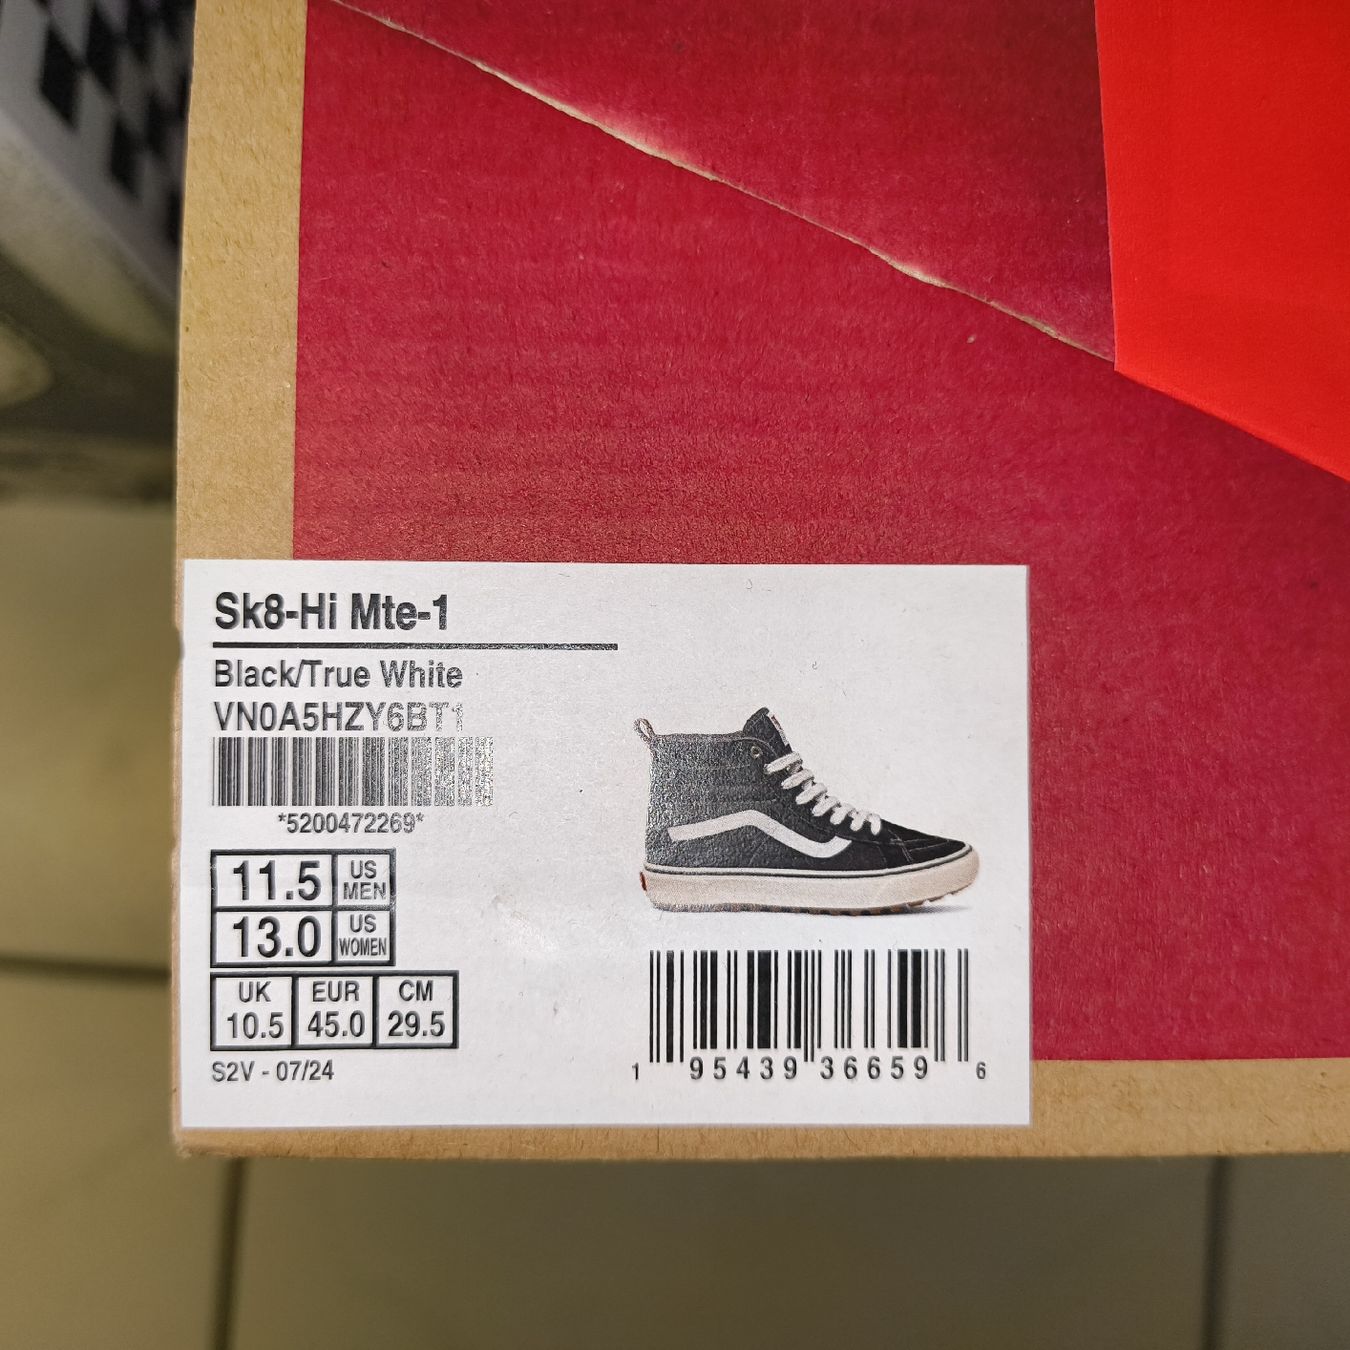 Sk8-Hi Mte-1
Black/True White
VN0A5HZY6BT1
*5200472269*
11.5 US MEN
13.0 US WOMEN
UK EUR CM
10.5 45.0 29.5
S2V - 07/24
1 95439 36659 6